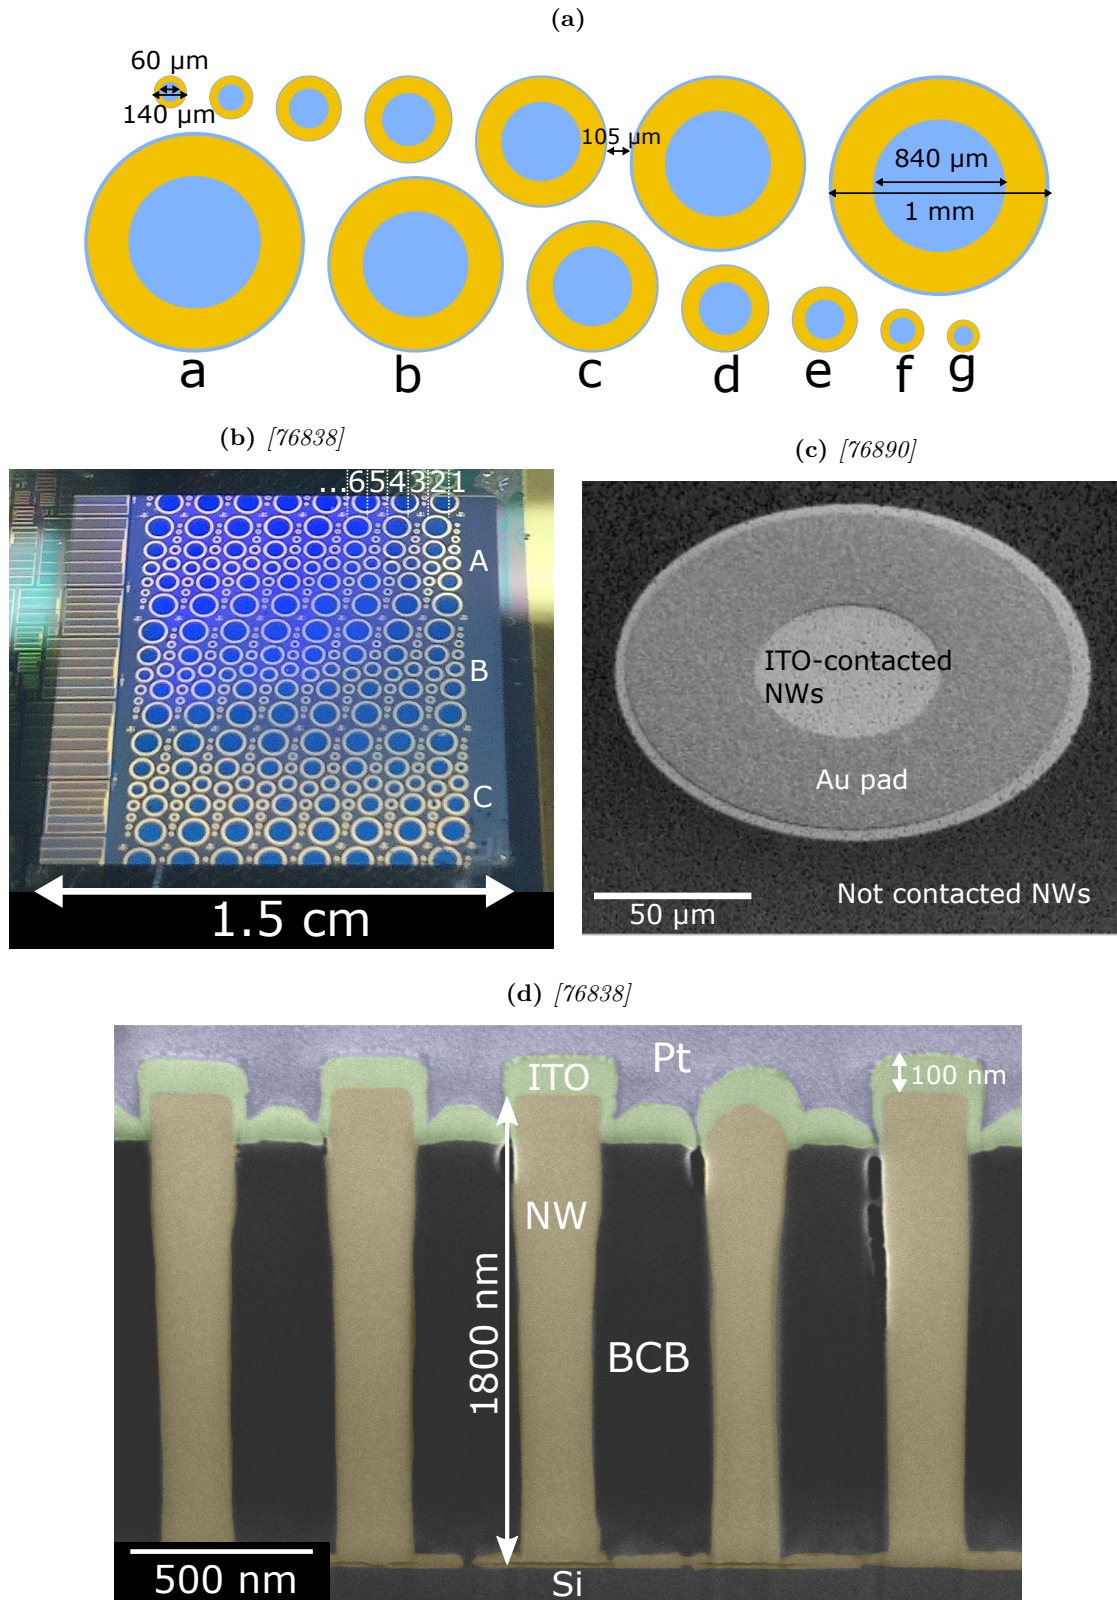 (a)
60 µm
140 µm
105 µm
840 µm
1 mm
a b c d e f g
(b) [76838]
...654321
A
B
C
1.5 cm
(c) [76890]
ITO-contacted
NWs
Au pad
Not contacted NWs
50 µm
(d) [76838]
Pt
ITO
100 nm
NW
1800 nm
BCB
500 nm
Si